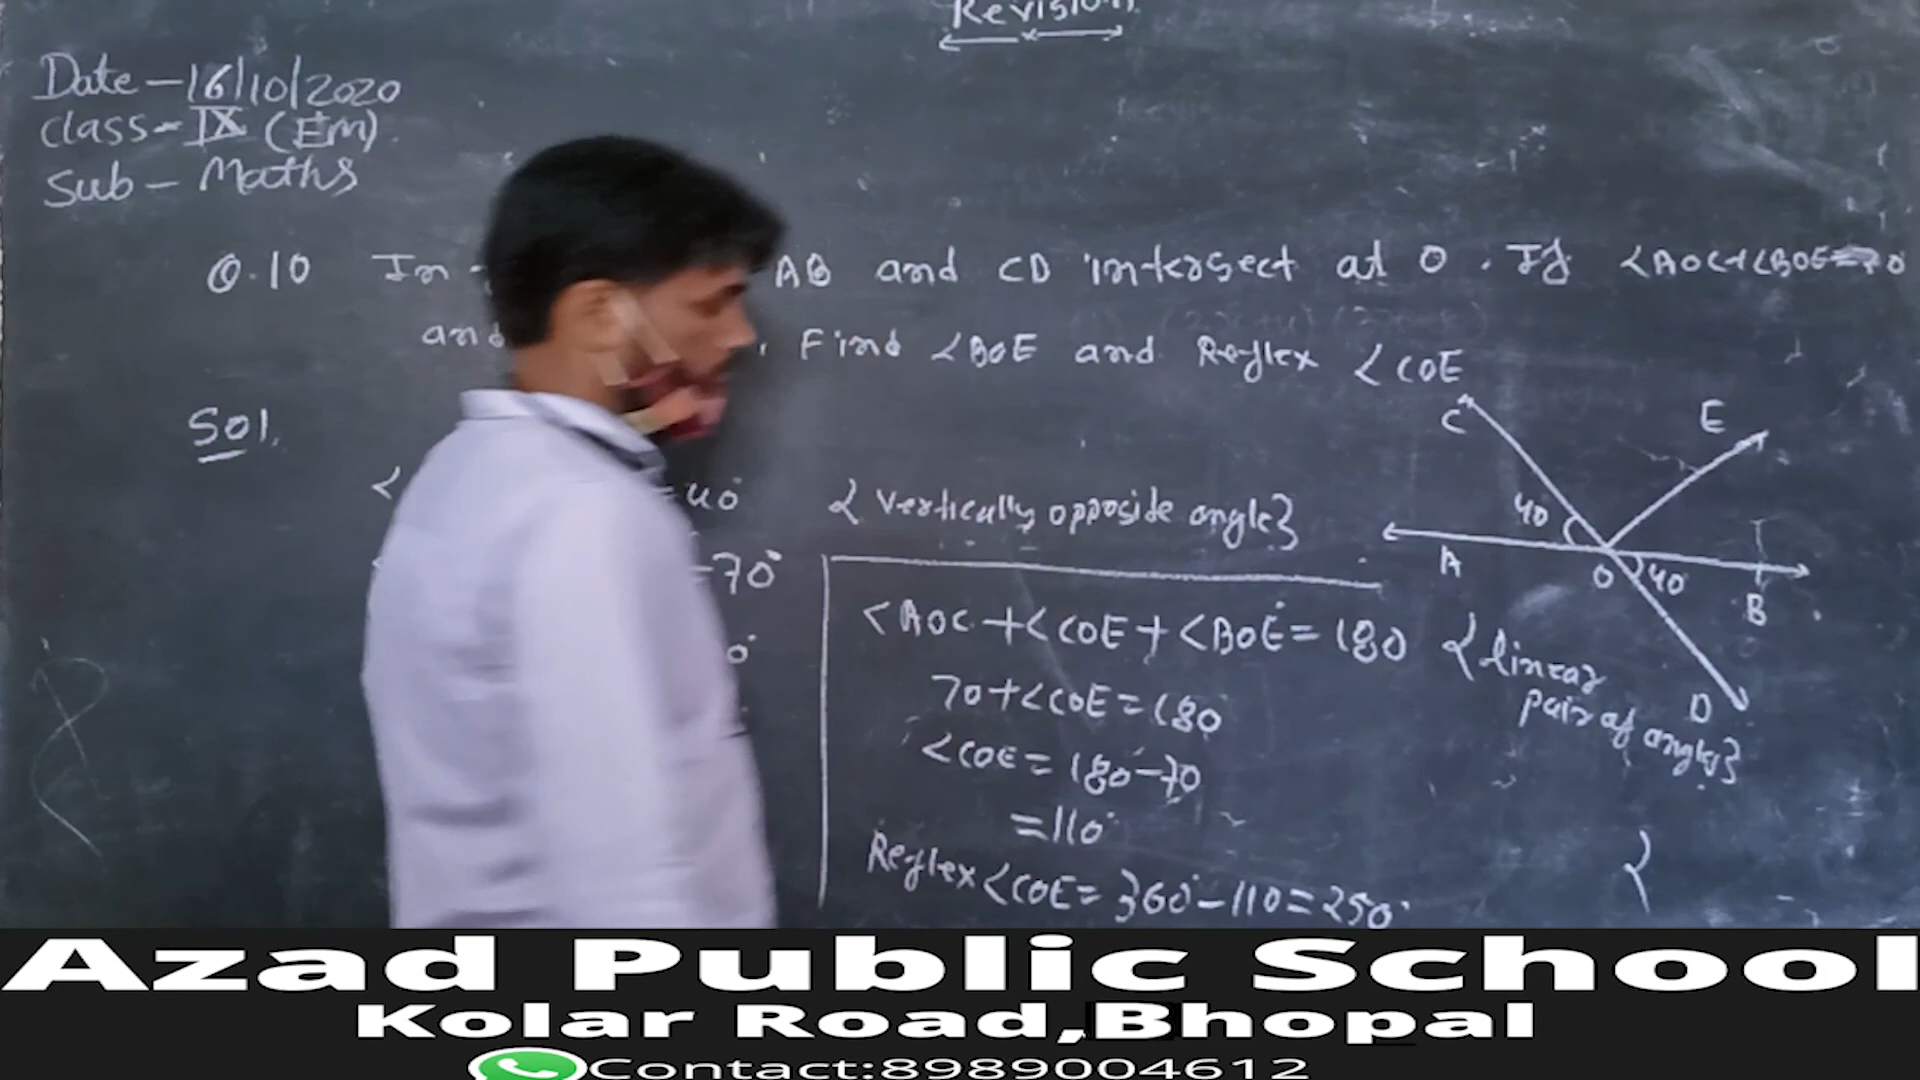 Revision
Date - 16/10/2020
Class - IX (EM).
Sub - Maths
Q.10 In AB and CD intersect at O. If <AOC+<BOE=70
and . Find <BOE and Reflex <COE
Sol.
< = 40° { Vertically opposite angle}
-70°
0°
<AOC+<COE+<BOE=180 {linear
pair of angles}
70+<COE=180
<COE=180-70
=110°
Reflex <COE=360°-110=250°
{
C
E
40
A
O
40
B
D
Azad Public School
Kolar Road,Bhopal
Contact:8989004612